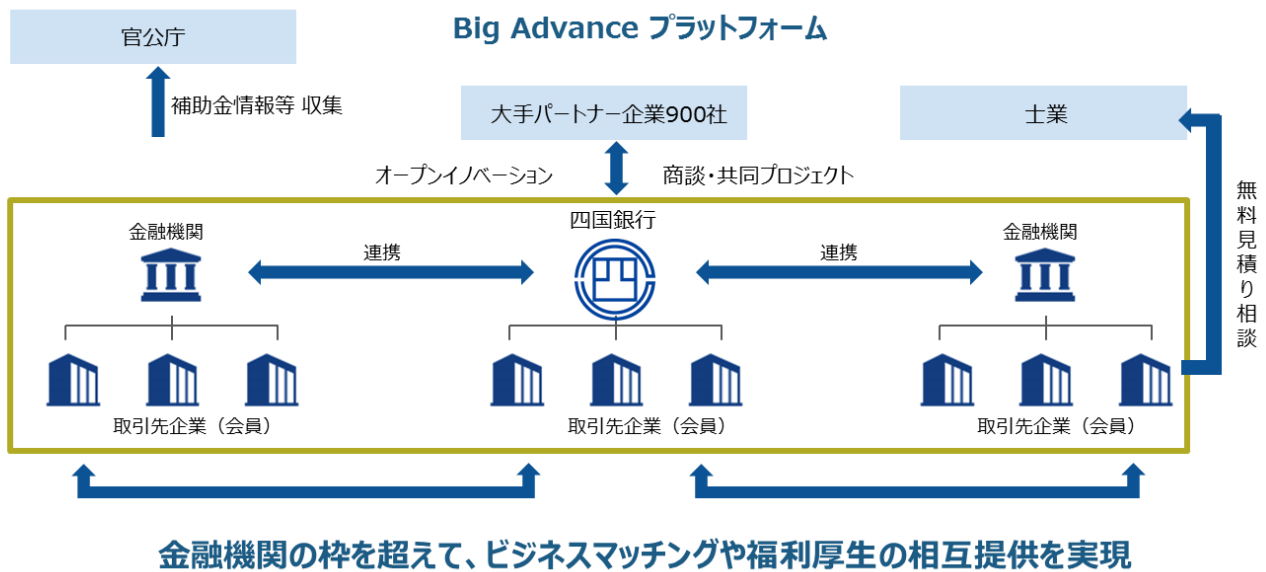 Big Advance プラットフォーム
官公庁
補助金情報等 収集
大手パートナー企業900社
士業
オープンイノベーション
商談・共同プロジェクト
無料見積り相談
金融機関
連携
四国銀行
連携
金融機関
取引先企業（会員）
取引先企業（会員）
取引先企業（会員）
金融機関の枠を超えて、ビジネスマッチングや福利厚生の相互提供を実現